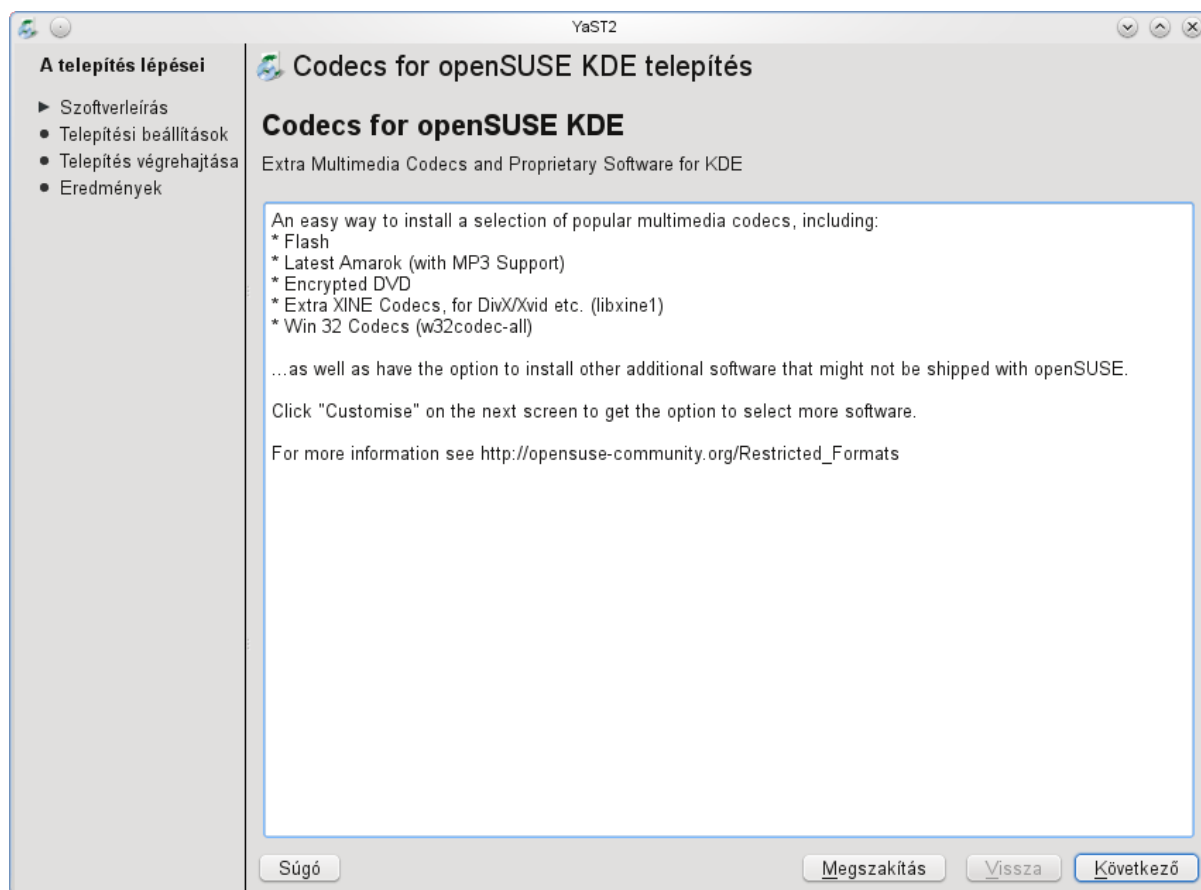 YaST2
A telepítés lépései
Szoftverleírás
Telepítési beállítások
Telepítés végrehajtása
Eredmények
Codecs for openSUSE KDE telepítés
Codecs for openSUSE KDE
Extra Multimedia Codecs and Proprietary Software for KDE
An easy way to install a selection of popular multimedia codecs, including:
* Flash
* Latest Amarok (with MP3 Support)
* Encrypted DVD
* Extra XINE Codecs, for DivX/Xvid etc. (libxine1)
* Win 32 Codecs (w32codec-all)
...as well as have the option to install other additional software that might not be shipped with openSUSE.
Click "Customise" on the next screen to get the option to select more software.
For more information see http://opensuse-community.org/Restricted_Formats
Súgó
Megszakítás
Vissza
Következő